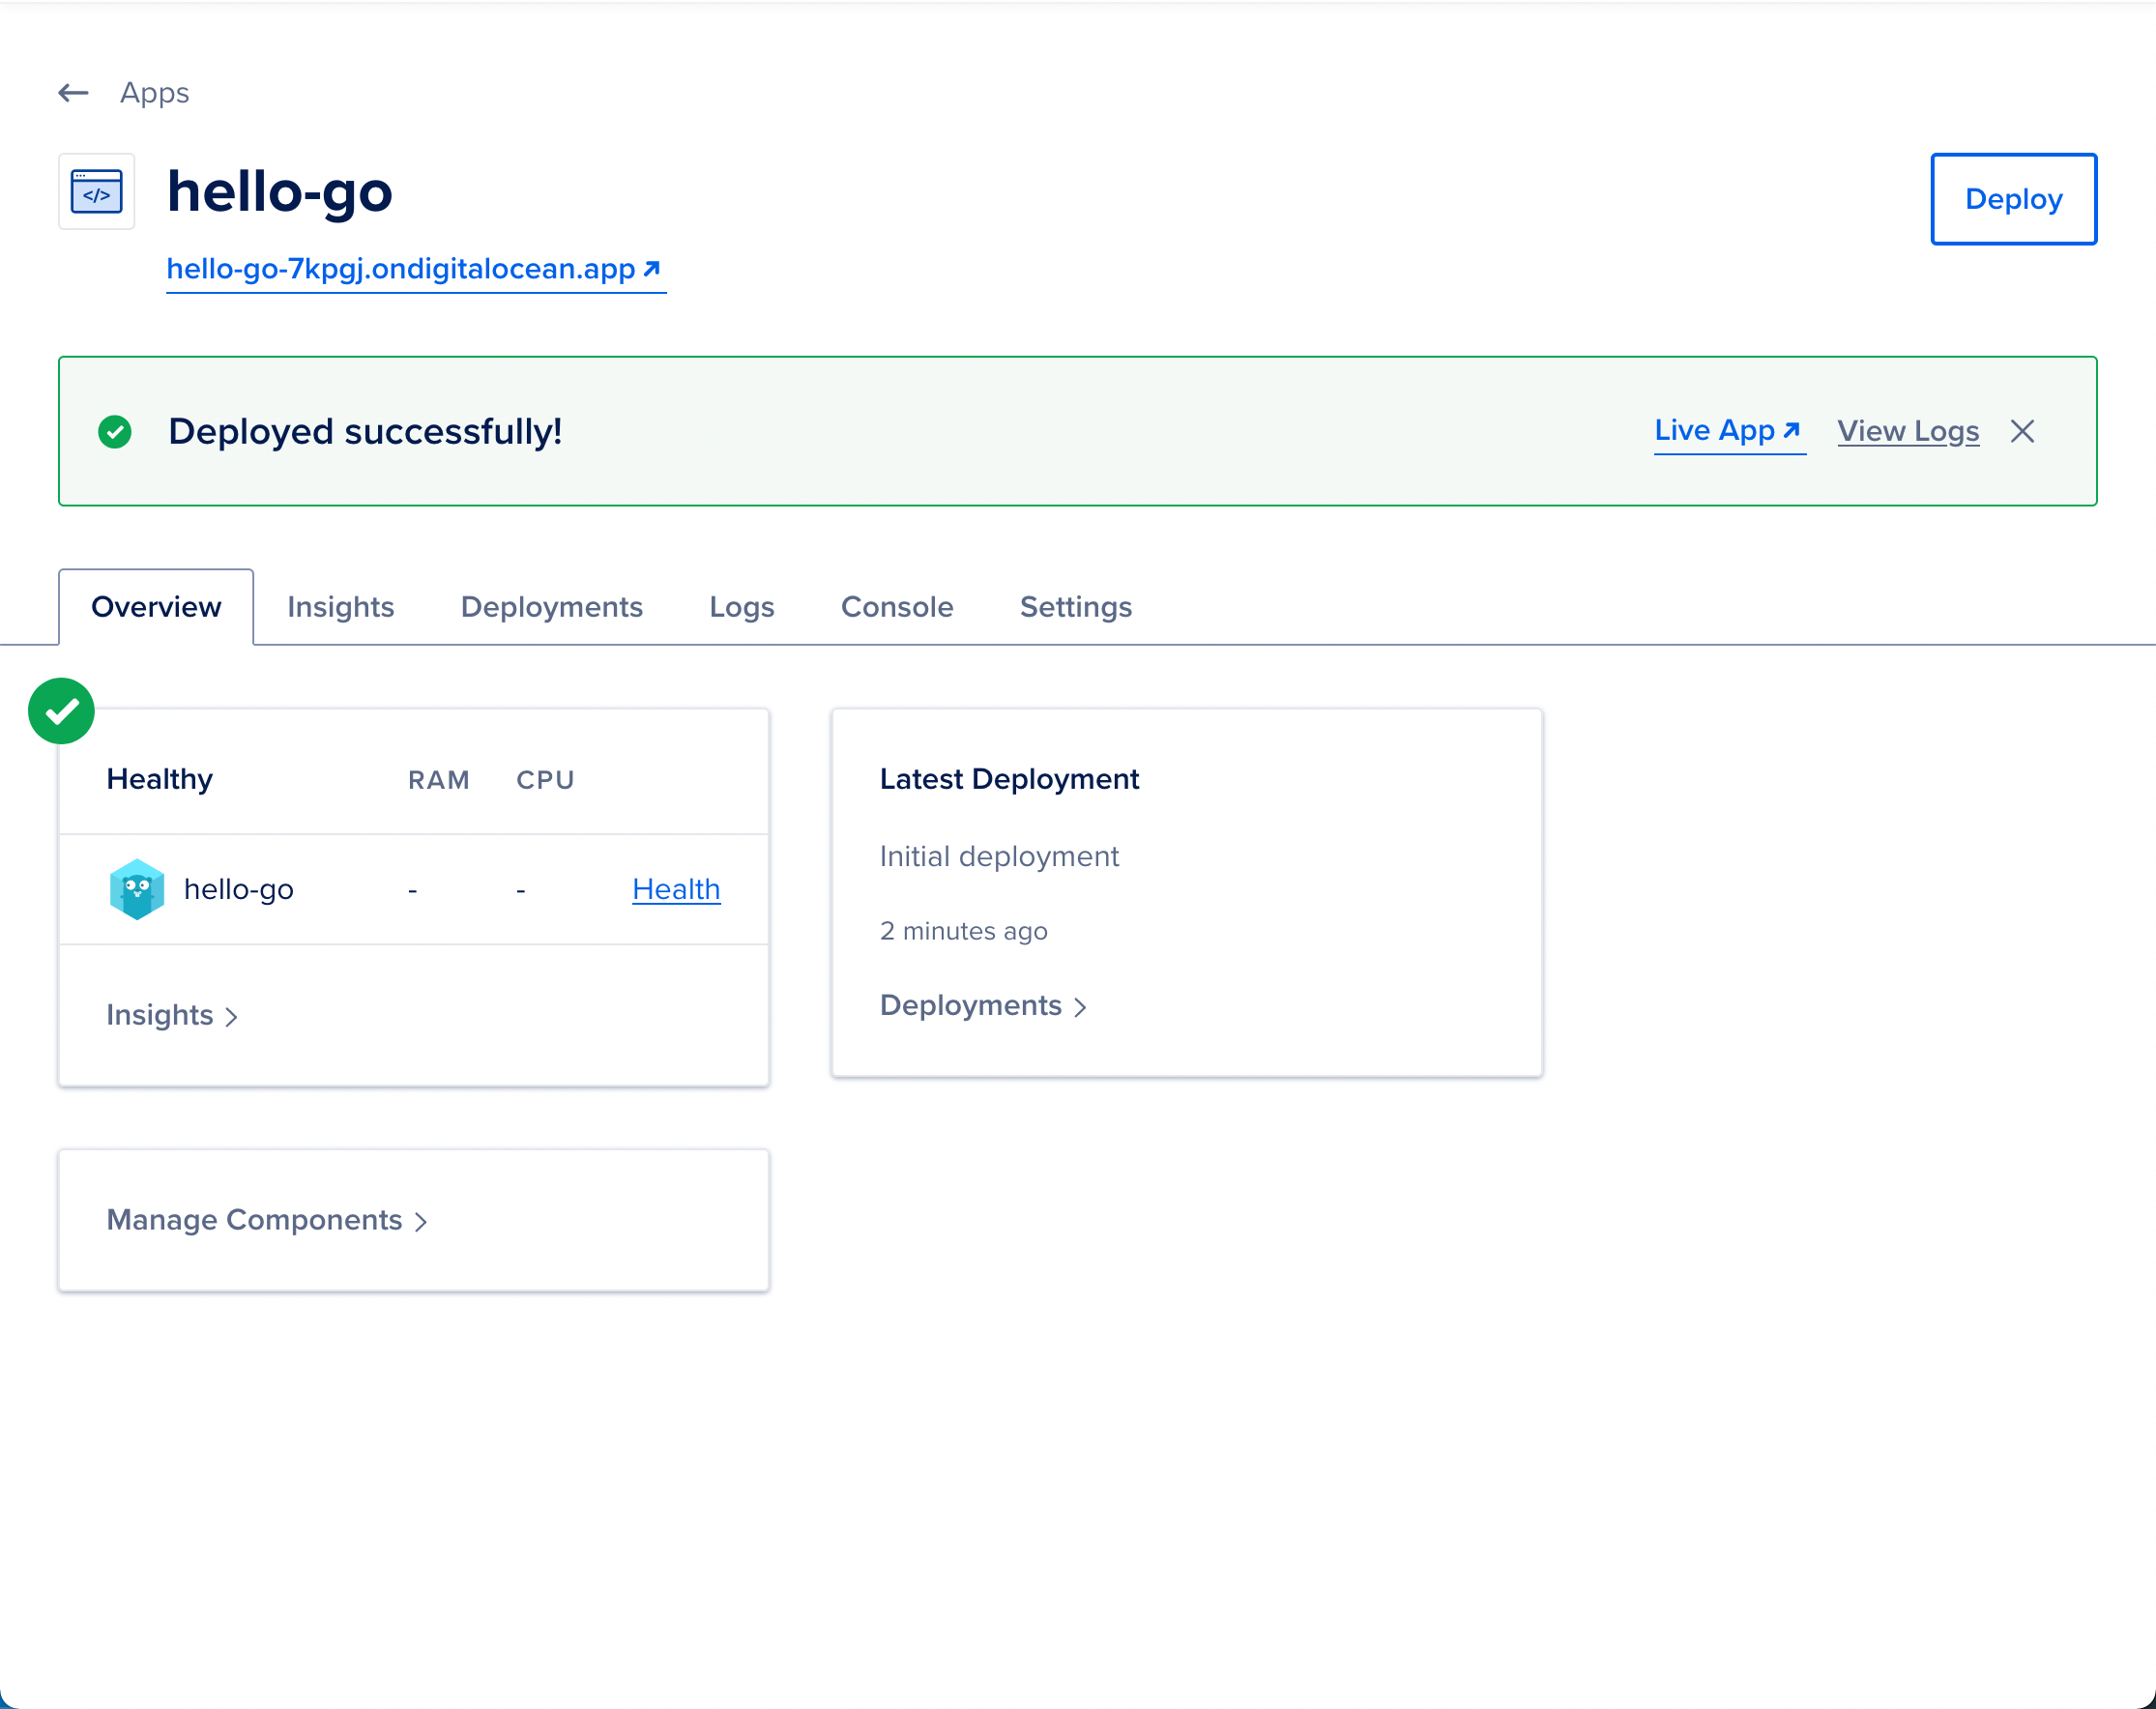 Apps
</>
hello-go
Deploy
hello-go-7kpgj.ondigitalocean.app
Deployed successfully!
Live App
View Logs
Overview
Insights
Deployments
Logs
Console
Settings
Healthy
RAM
CPU
hello-go
-
-
Health
Insights
Latest Deployment
Initial deployment
2 minutes ago
Deployments
Manage Components